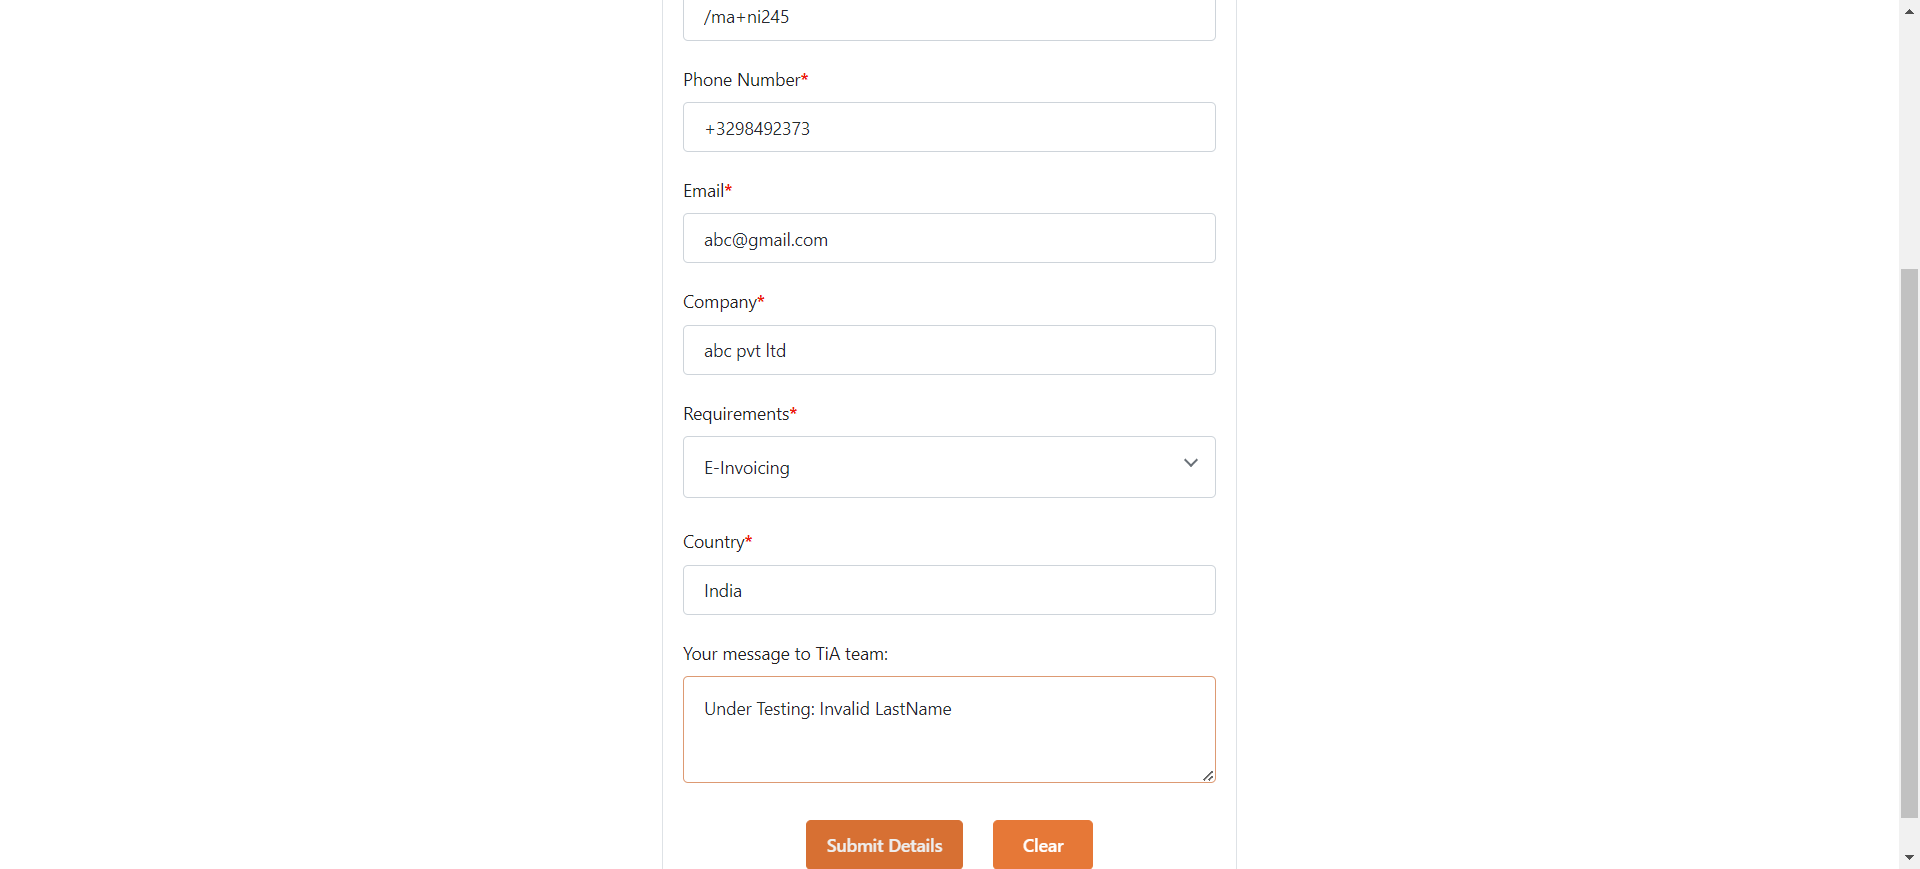 /ma+ni245
Phone Number*
+3298492373
Email*
abc@gmail.com
Company*
abc pvt ltd
Requirements*
E-Invoicing
Country*
India
Your message to TiA team:
Under Testing: Invalid LastName
Submit Details
Clear